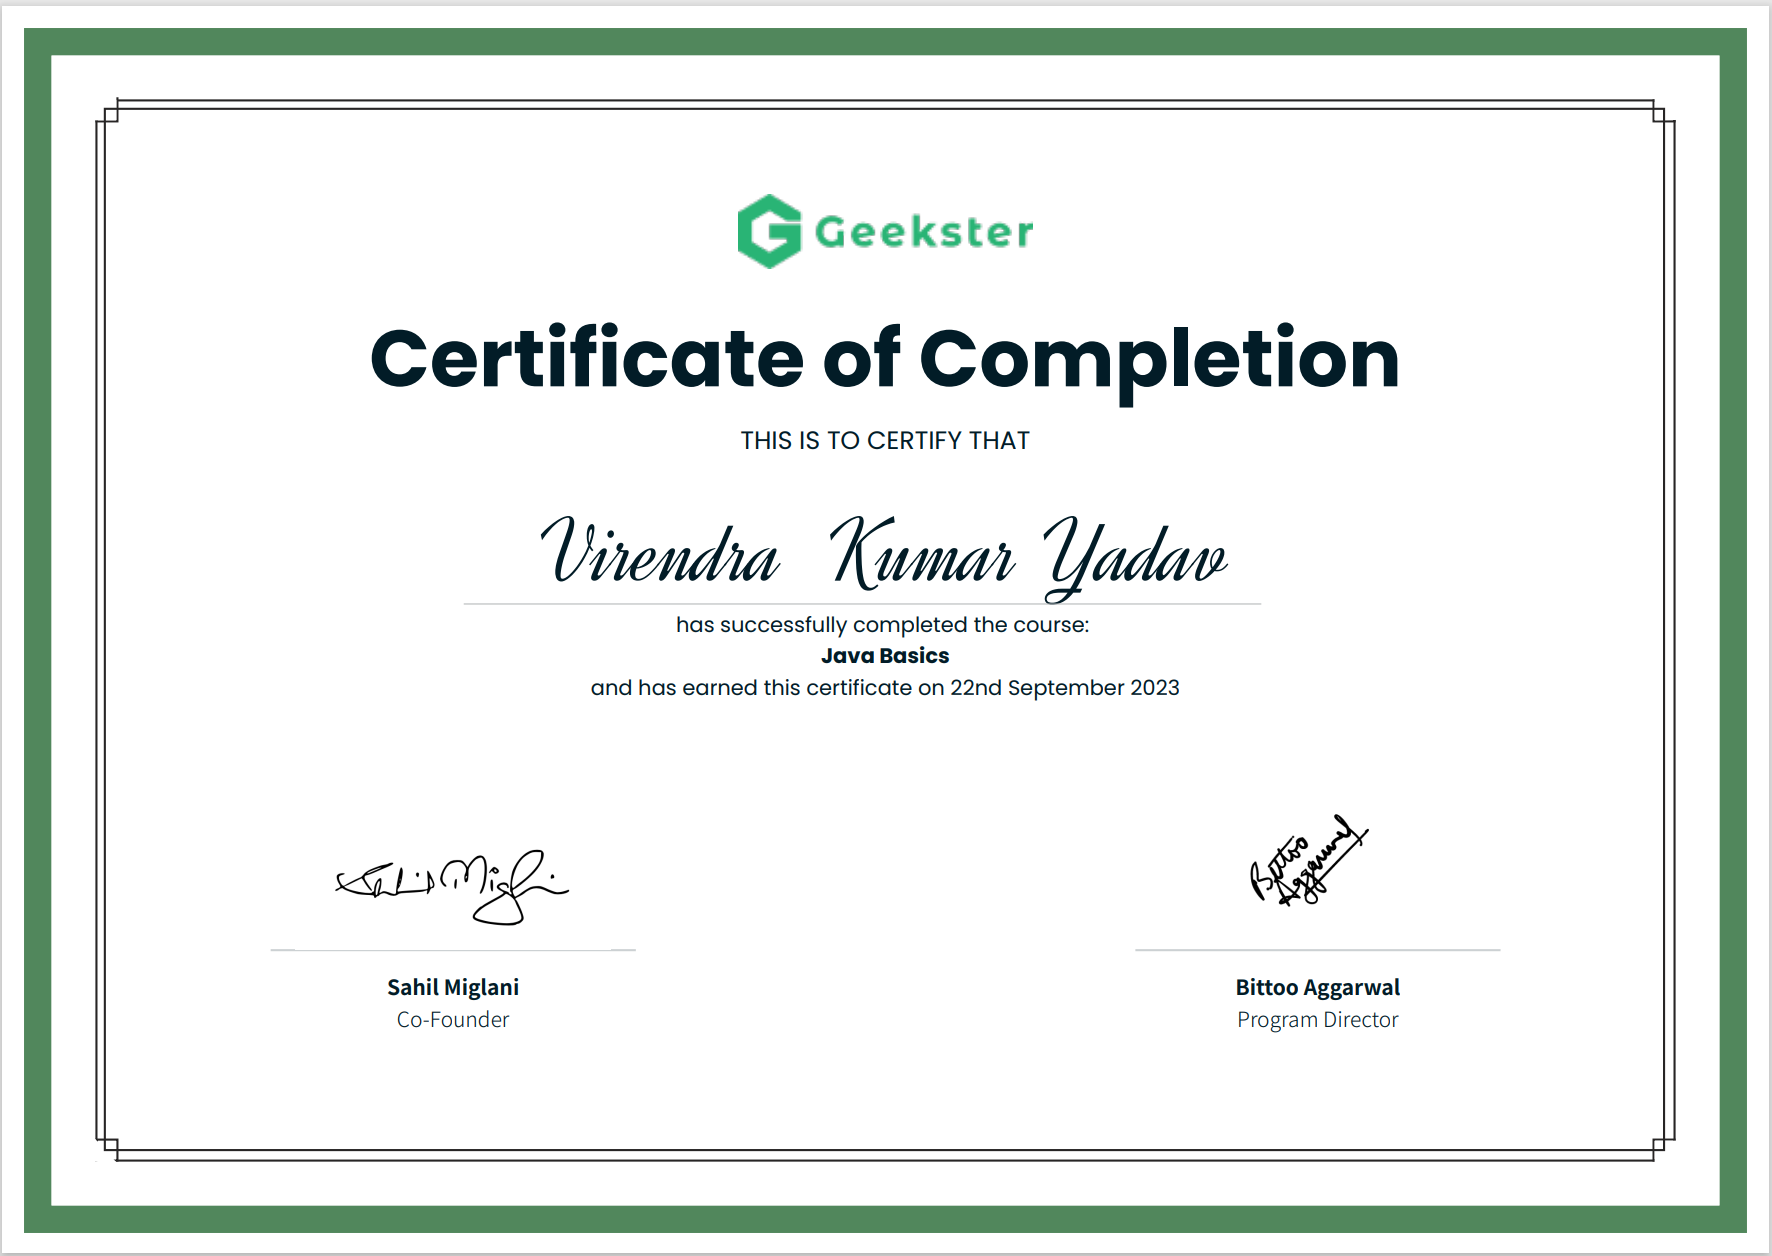 Geekster
Certificate of Completion
THIS IS TO CERTIFY THAT
Virendra Kumar Yadav
has successfully completed the course:
Java Basics
and has earned this certificate on 22nd September 2023
Sahil Miglani
Bittoo
Aggarwal
Sahil Miglani
Co-Founder
Bittoo Aggarwal
Program Director